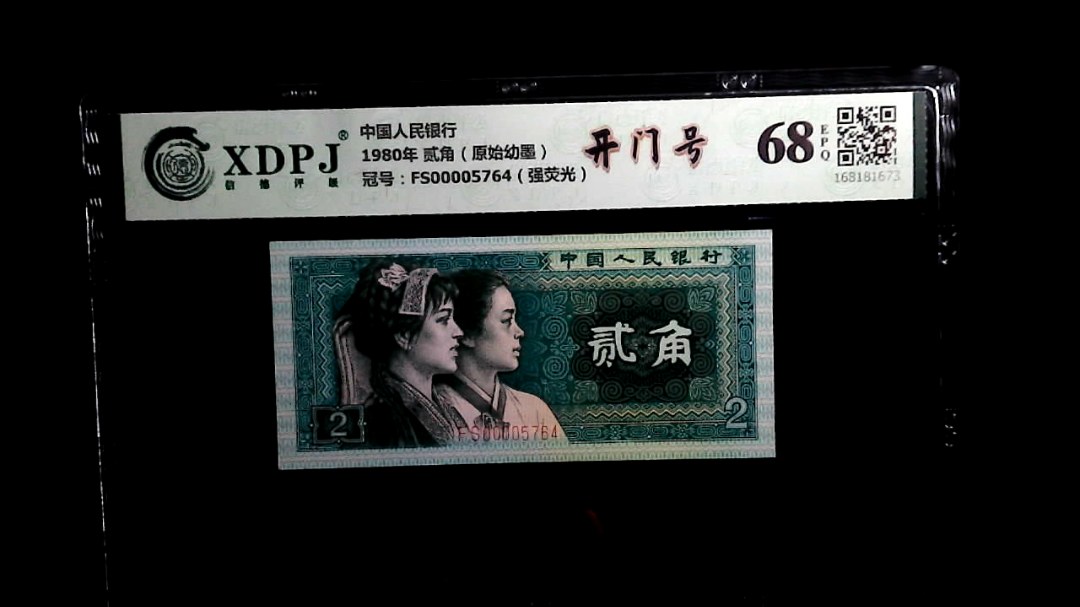 XDPJ®
信德评级
中国人民银行
1980年 贰角（原始幼墨）
冠号：FS00005764（强荧光）
开门号
68
EPQ
168181673
中国人民银行
贰角
2
2
FS00005764